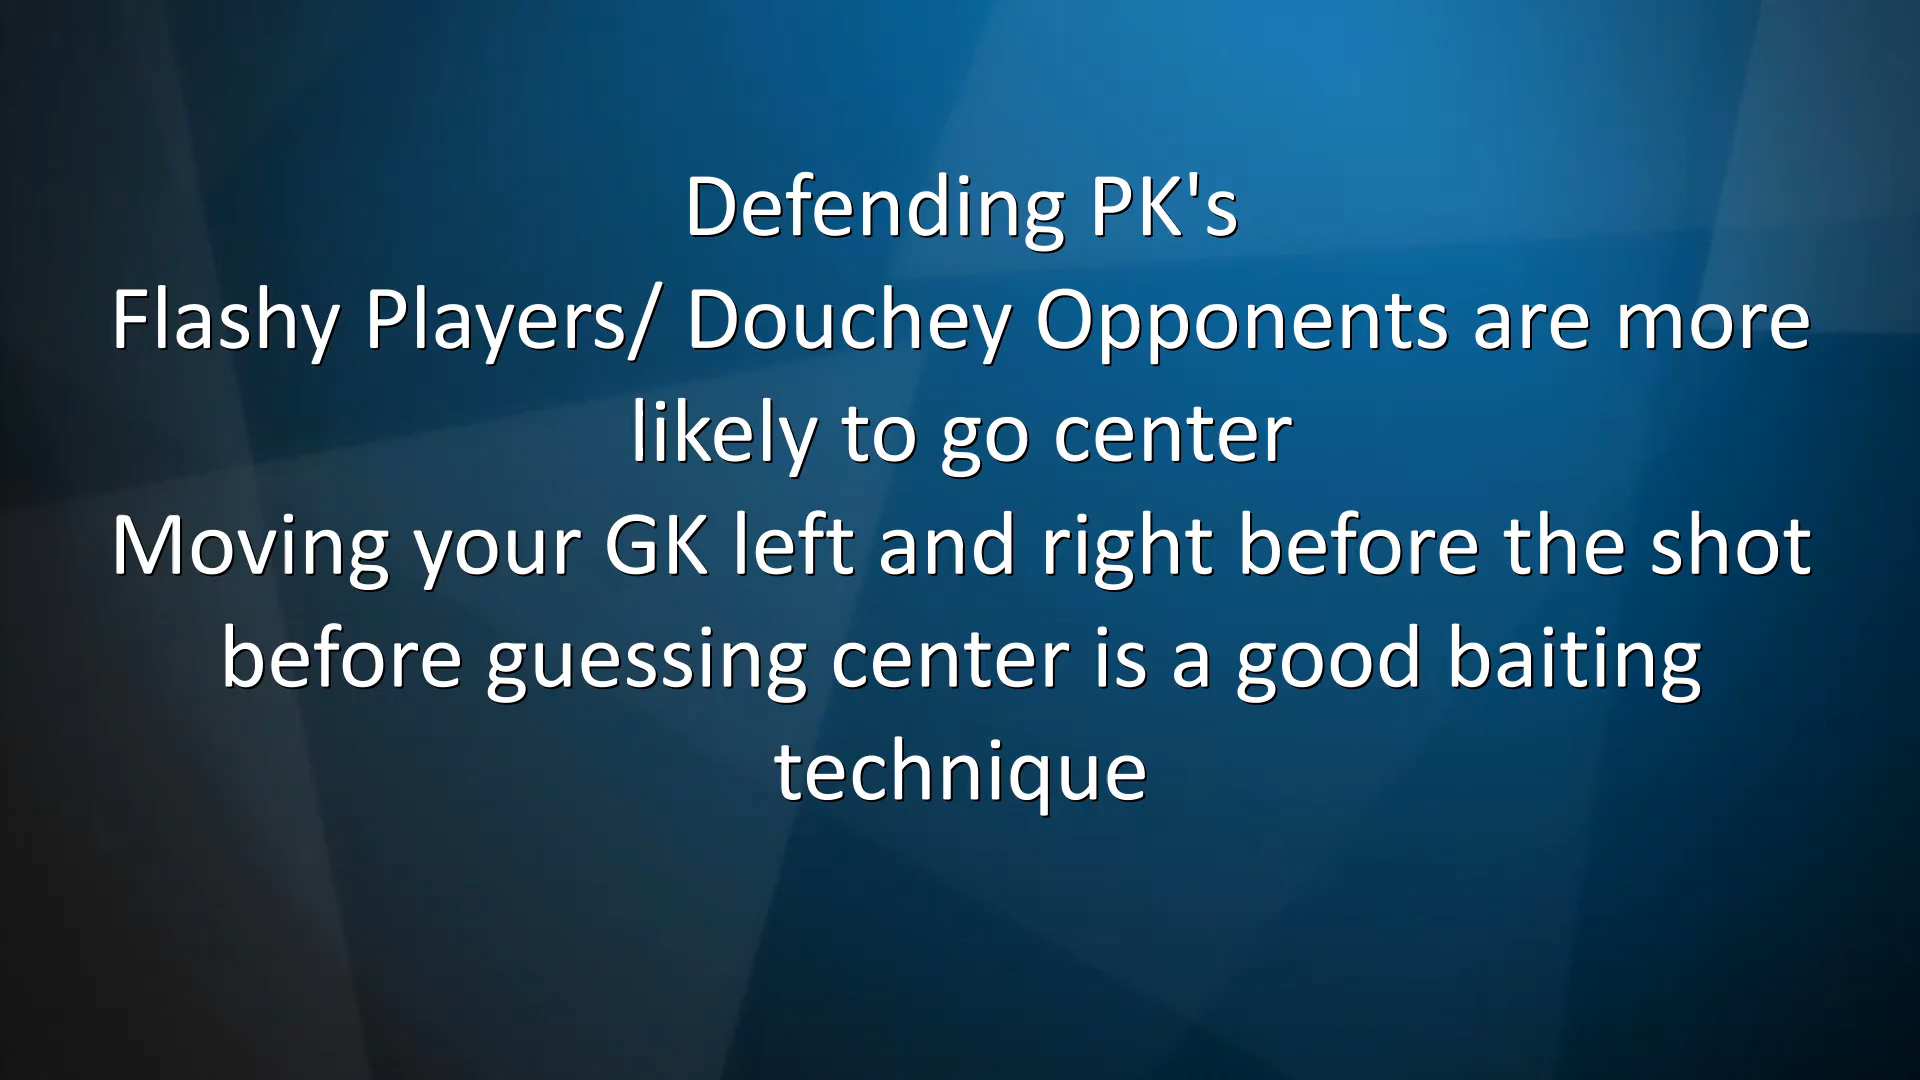 Defending PK's
Flashy Players/ Douchey Opponents are more
likely to go center
Moving your GK left and right before the shot
before guessing center is a good baiting
technique